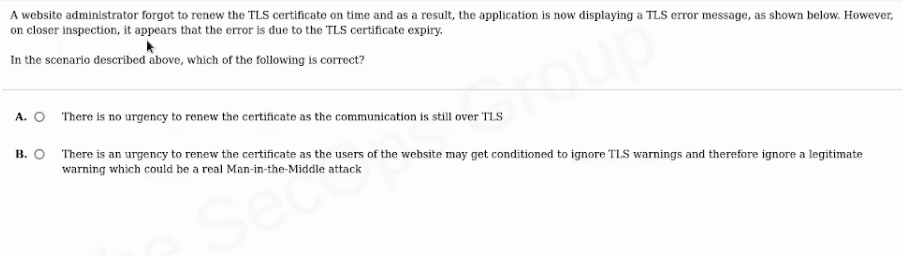 A website administrator forgot to renew the TLS certificate on time and as a result, the application is now displaying a TLS error message, as shown below. However,
on closer inspection, it appears that the error is due to the TLS certificate expiry.
In the scenario described above, which of the following is correct?
A. There is no urgency to renew the certificate as the communication is still over TLS
B. There is an urgency to renew the certificate as the users of the website may get conditioned to ignore TLS warnings and therefore ignore a legitimate
warning which could be a real Man-in-the-Middle attack
he SecOps Group